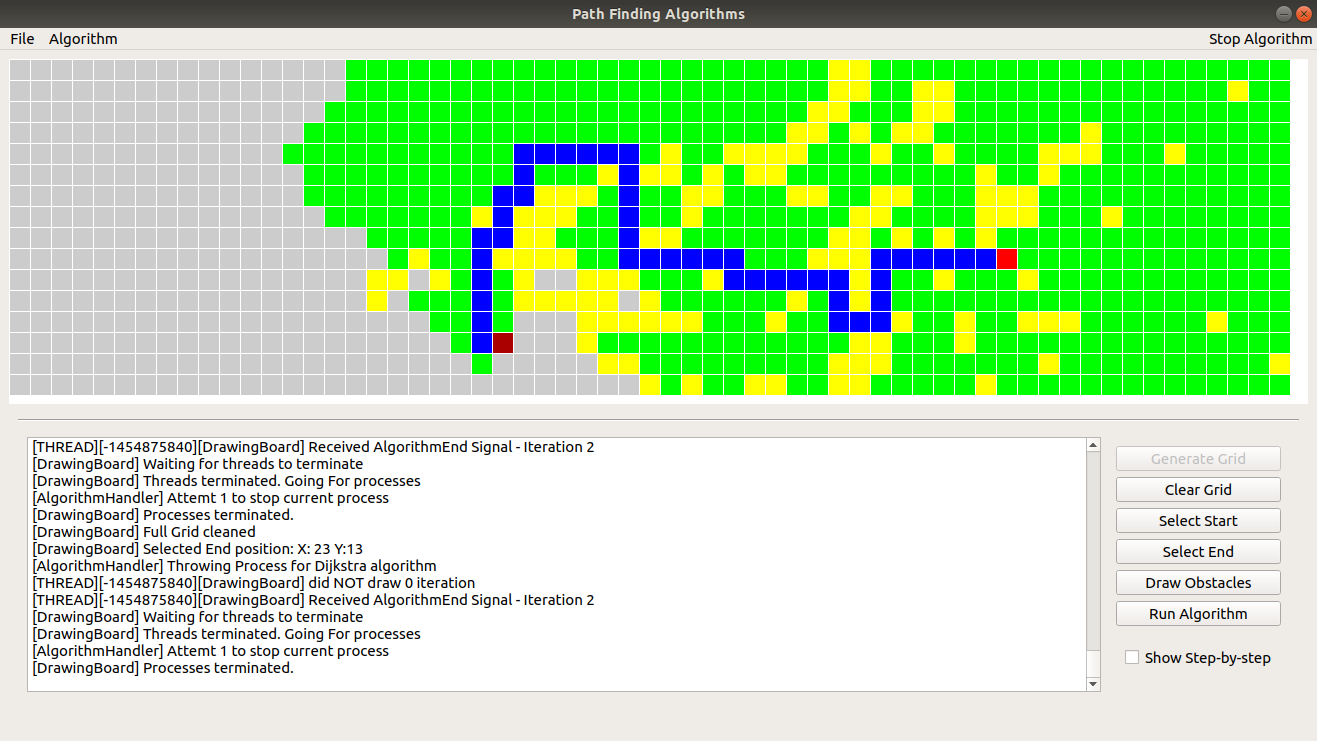 Path Finding Algorithms
File Algorithm Stop Algorithm
[THREAD][-1454875840][DrawingBoard] Received AlgorithmEnd Signal - Iteration 2
[DrawingBoard] Waiting for threads to terminate
[DrawingBoard] Threads terminated. Going For processes
[AlgorithmHandler] Attemt 1 to stop current process
[DrawingBoard] Processes terminated.
[DrawingBoard] Full Grid cleaned
[DrawingBoard] Selected End position: X: 23 Y:13
[AlgorithmHandler] Throwing Process for Dijkstra algorithm
[THREAD][-1454875840][DrawingBoard] did NOT draw 0 iteration
[THREAD][-1454875840][DrawingBoard] Received AlgorithmEnd Signal - Iteration 2
[DrawingBoard] Waiting for threads to terminate
[DrawingBoard] Threads terminated. Going For processes
[AlgorithmHandler] Attemt 1 to stop current process
[DrawingBoard] Processes terminated.
Generate Grid
Clear Grid
Select Start
Select End
Draw Obstacles
Run Algorithm
Show Step-by-step